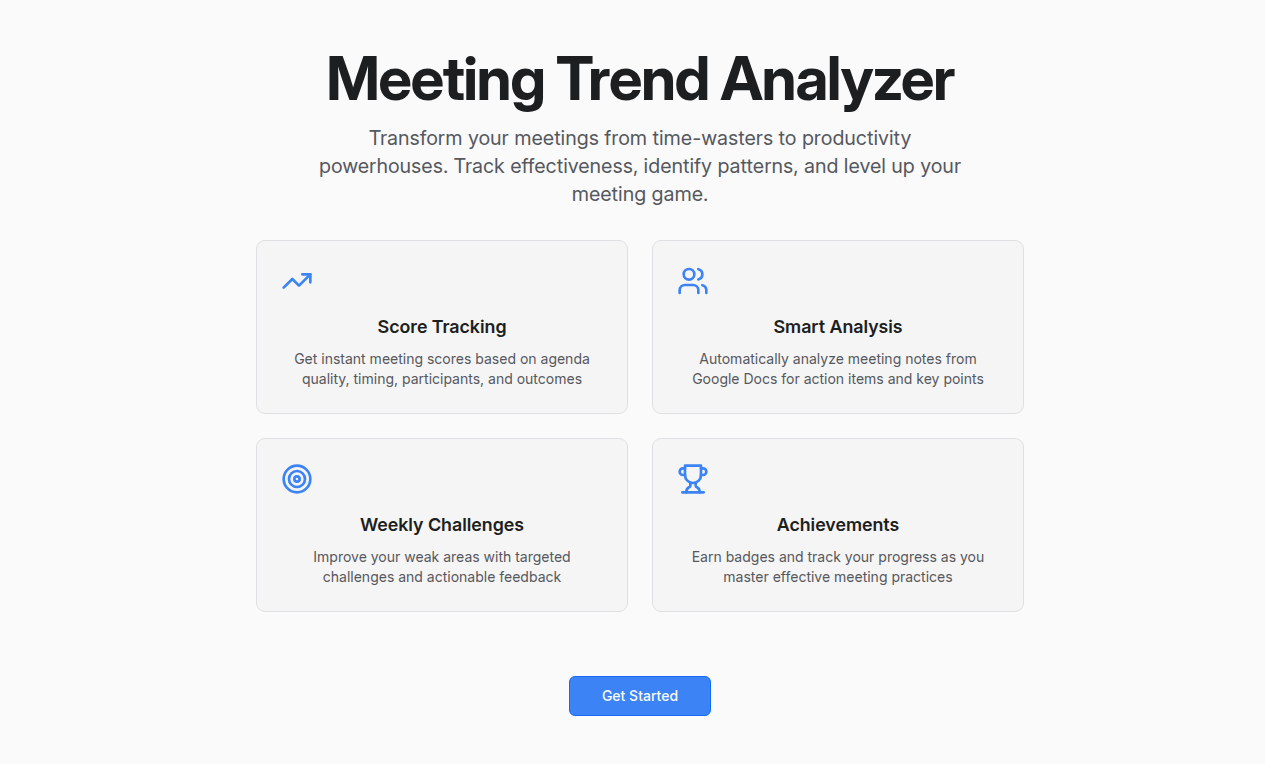 Meeting Trend Analyzer
Transform your meetings from time-wasters to productivity
powerhouses. Track effectiveness, identify patterns, and level up your
meeting game.
Score Tracking
Get instant meeting scores based on agenda
quality, timing, participants, and outcomes
Smart Analysis
Automatically analyze meeting notes from
Google Docs for action items and key points
Weekly Challenges
Improve your weak areas with targeted
challenges and actionable feedback
Achievements
Earn badges and track your progress as you
master effective meeting practices
Get Started